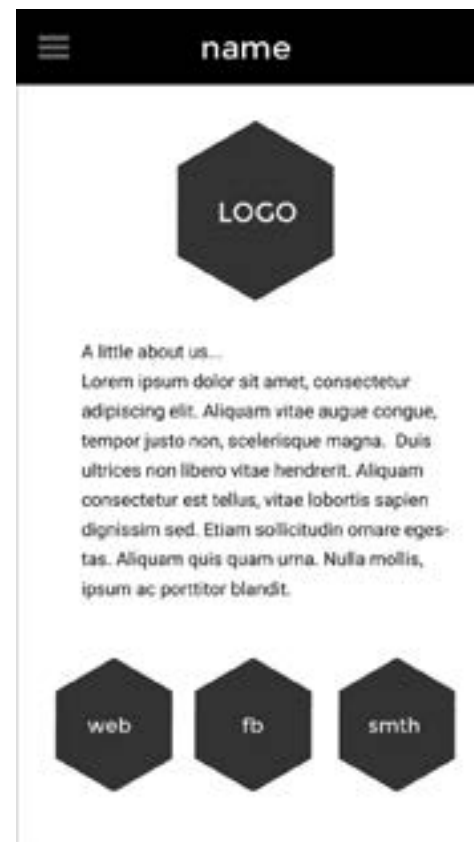 name
LOGO
A little about us...
Lorem ipsum dolor sit amet, consectetur
adipiscing elit. Aliquam vitae augue congue,
tempor justo non, scelerisque magna.  Duis
ultrices non libero vitae hendrerit. Aliquam
consectetur est tellus, vitae lobortis sapien
dignissim sed. Etiam sollicitudin ornare eges-
tas. Aliquam quis quam urna. Nulla mollis,
ipsum ac porttitor blandit.
web fb smth